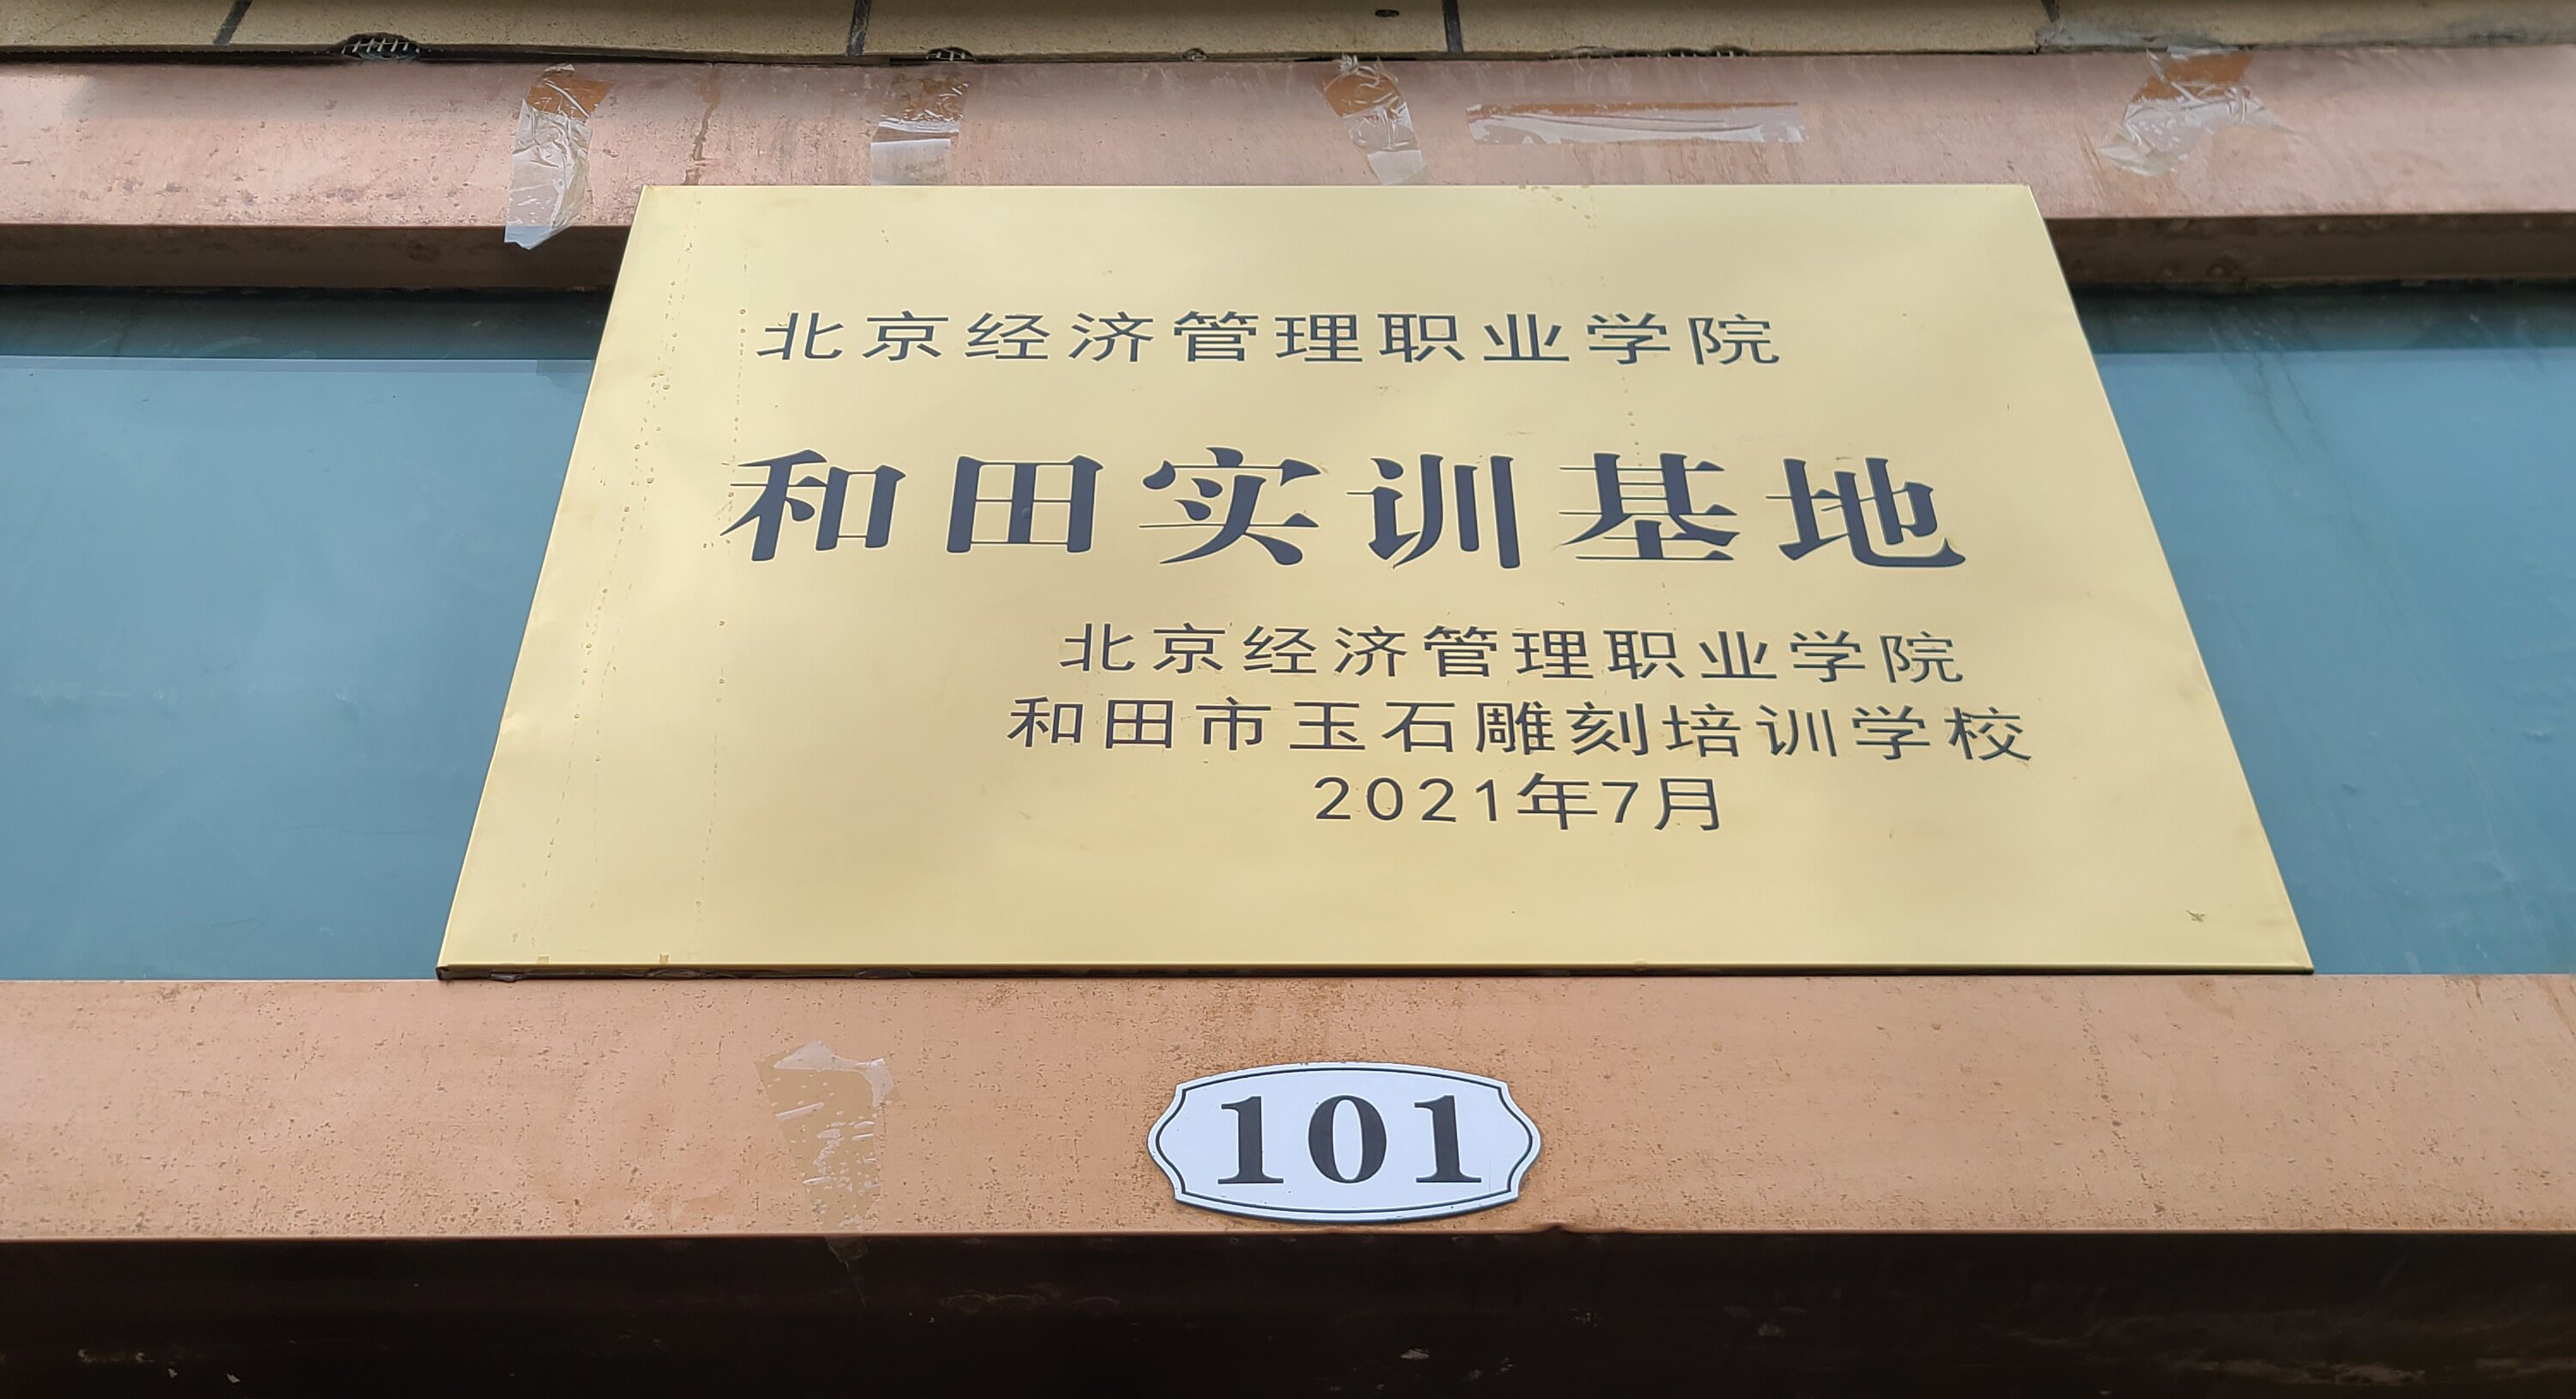 北京经济管理职业学院
和田实训基地
北京经济管理职业学院
和田市玉石雕刻培训学校
2021年7月
101